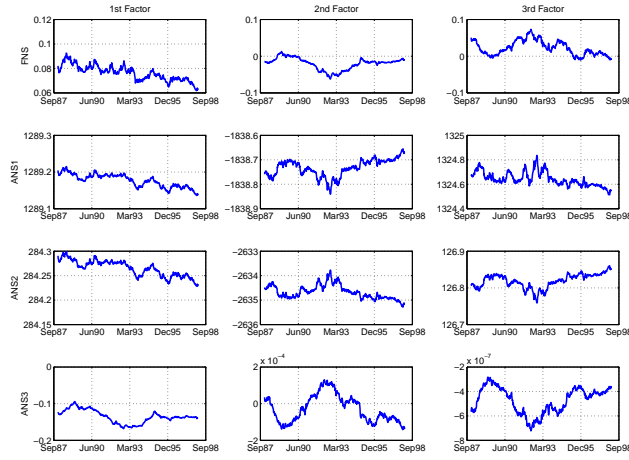 1st Factor 2nd Factor 3rd Factor
FNS
0.12 0.1 0.1
0.1
0.08 0 0
0.06 −0.1 −0.1
Sep87 Jun90 Mar93 Dec95 Sep98 Sep87 Jun90 Mar93 Dec95 Sep98 Sep87 Jun90 Mar93 Dec95 Sep98
ANS1
1289.3 −1838.6 1325
1289.2 −1838.7 1324.8
−1838.8 1324.6
1289.1 −1838.9 1324.4
Sep87 Jun90 Mar93 Dec95 Sep98 Sep87 Jun90 Mar93 Dec95 Sep98 Sep87 Jun90 Mar93 Dec95 Sep98
ANS2
284.3 −2633 126.9
284.25 −2634
284.2 −2635 126.8
284.15 −2636 126.7
Sep87 Jun90 Mar93 Dec95 Sep98 Sep87 Jun90 Mar93 Dec95 Sep98 Sep87 Jun90 Mar93 Dec95 Sep98
ANS3
x 10−4 x 10−7
0 2 −2
−0.1 0 −4
−6
−0.2 −2 −8
Sep87 Jun90 Mar93 Dec95 Sep98 Sep87 Jun90 Mar93 Dec95 Sep98 Sep87 Jun90 Mar93 Dec95 Sep98